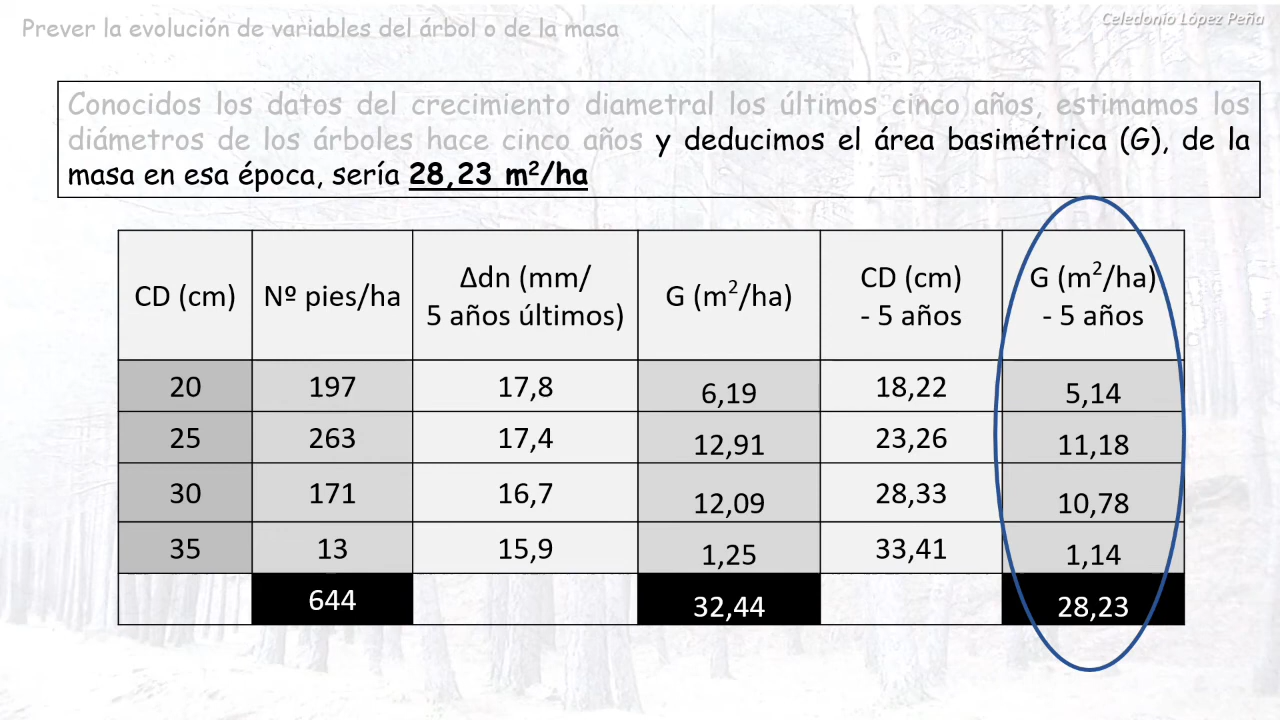 Prever la evolución de variables del árbol o de la masa
Celedonio López Peña
Conocidos los datos del crecimiento diametral los últimos cinco años, estimamos los
diámetros de los árboles hace cinco años y deducimos el área basimétrica (G), de la
masa en esa época, sería 28,23 m²/ha
CD (cm) Nº pies/ha Δdn (mm/ 5 años últimos) G (m²/ha) CD (cm) - 5 años G (m²/ha) - 5 años
20 197 17,8 6,19 18,22 5,14
25 263 17,4 12,91 23,26 11,18
30 171 16,7 12,09 28,33 10,78
35 13 15,9 1,25 33,41 1,14
644 32,44 28,23